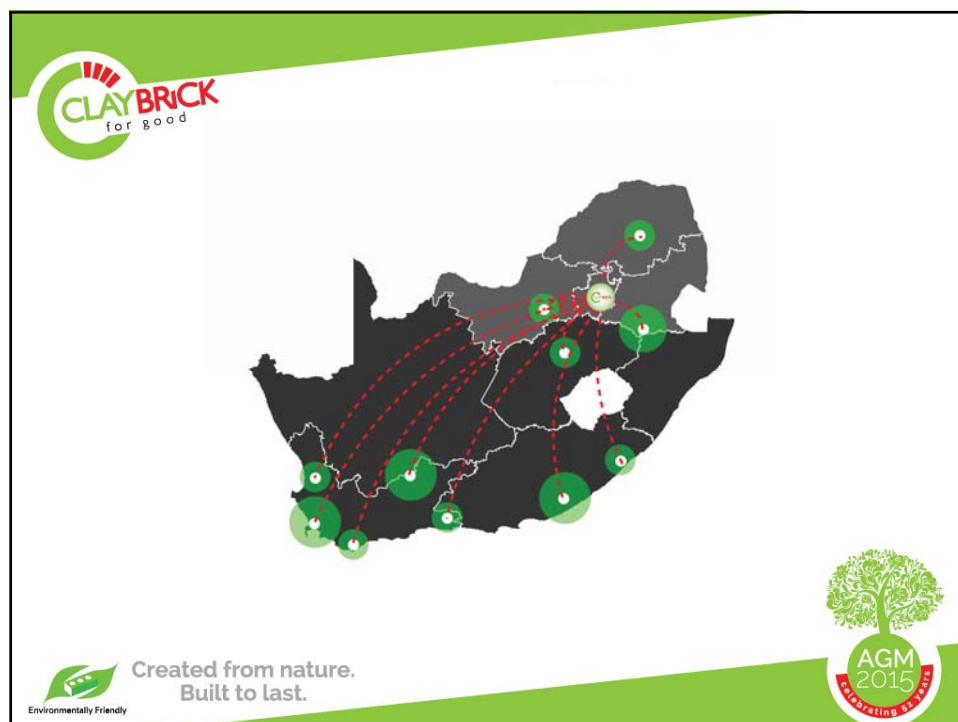 CLAYBRICK
for good
Created from nature.
Built to last.
Environmentally Friendly
AGM
2015
celebrating 52 years